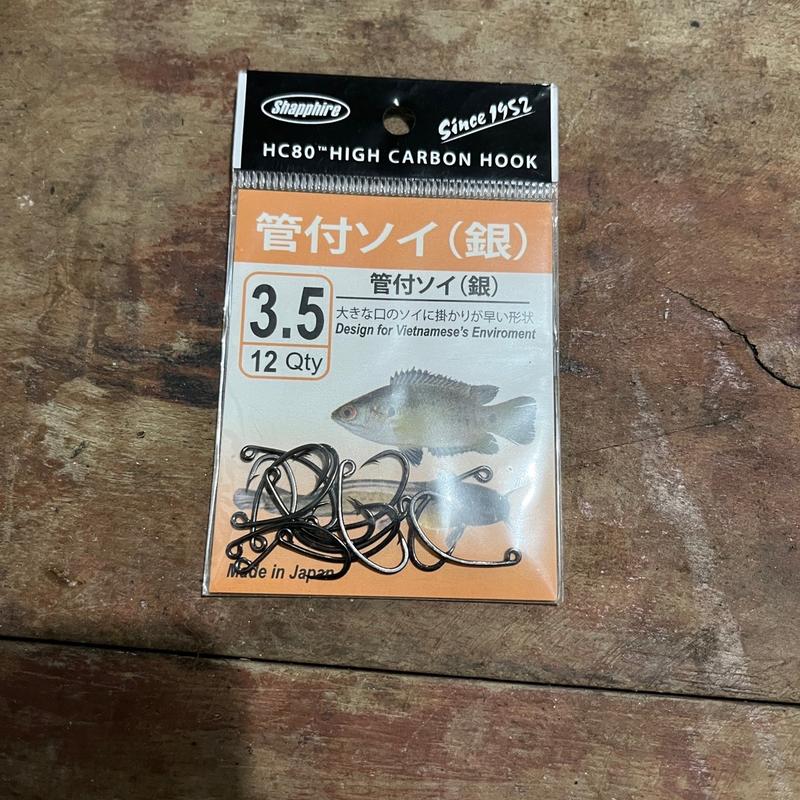 Shapphire
Since 1952
HC80™HIGH CARBON HOOK
管付ソイ(銀)
3.5
12 Qty
管付ソイ(銀)
大きな口のソイに掛かりが早い形状
Design for Vietnamese's Enviroment
Made in Japan